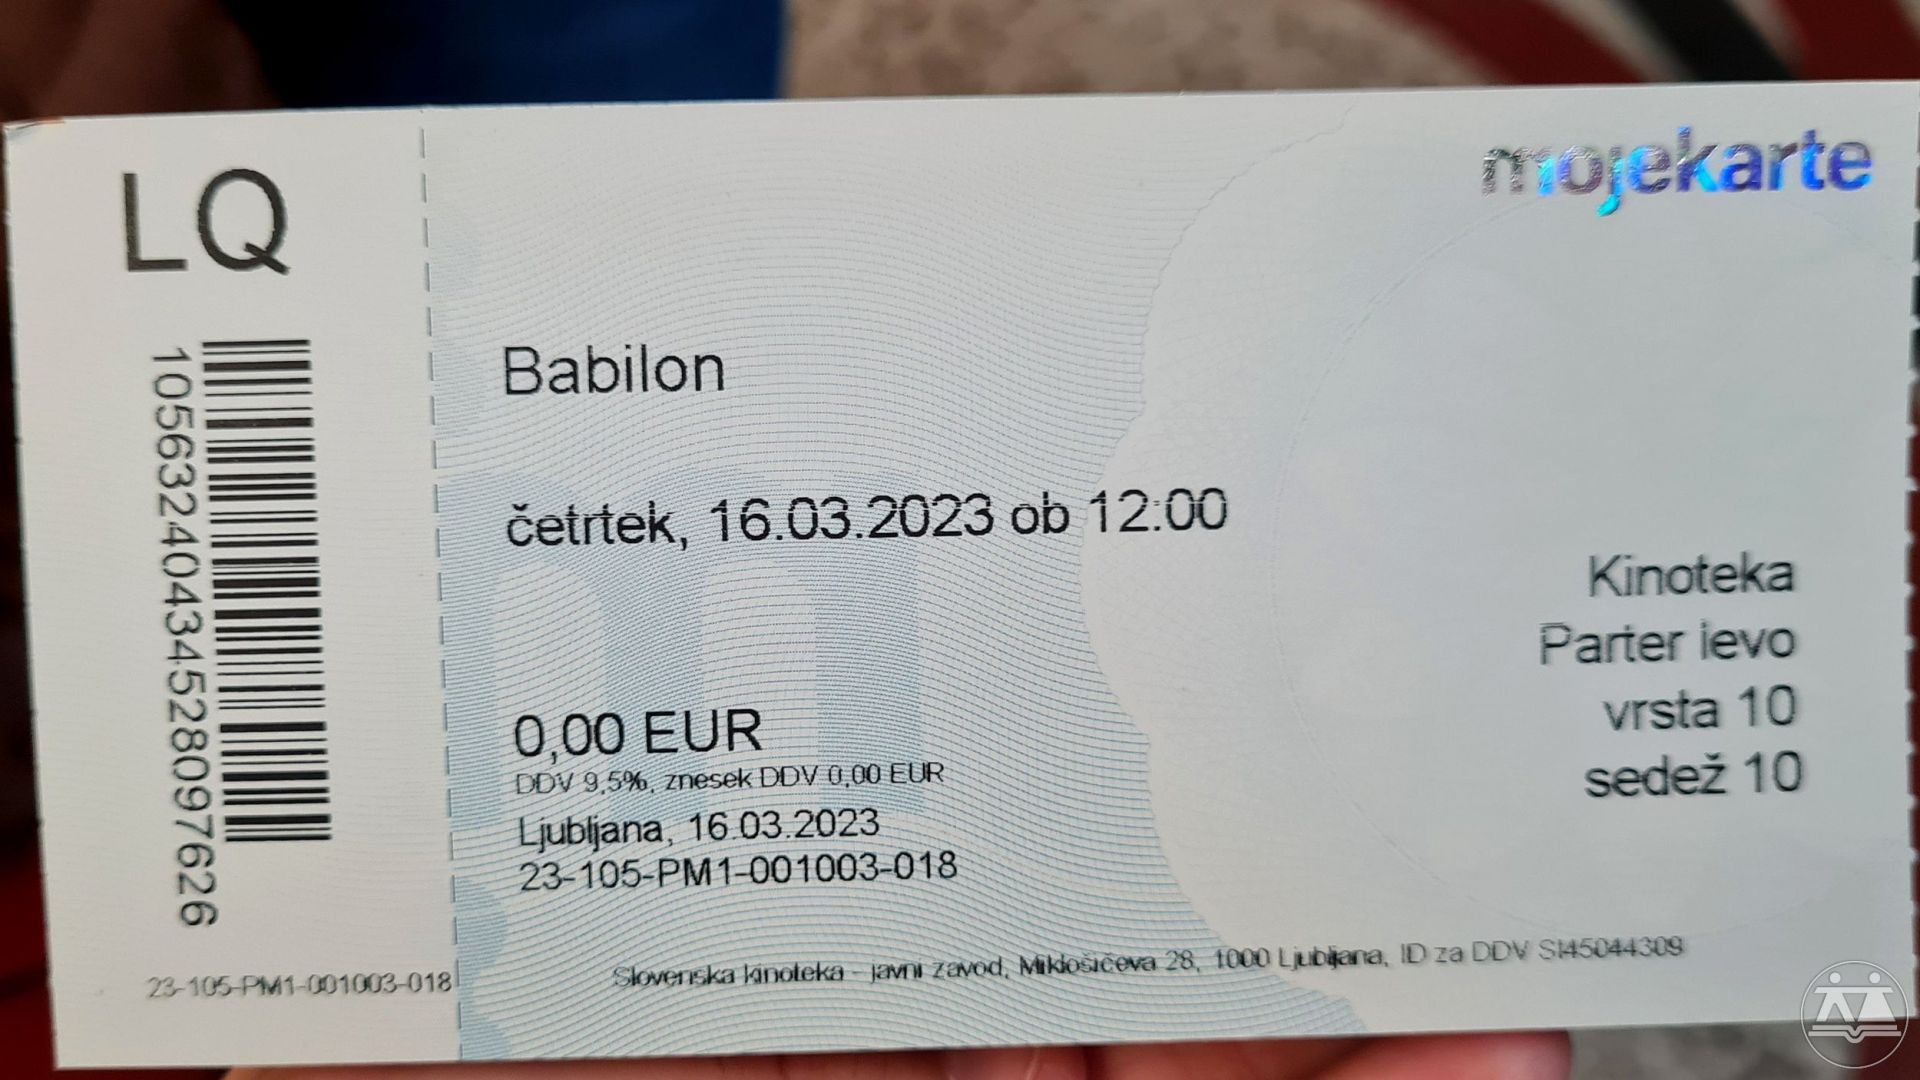 mojekarte
LQ
10563240434528097626
23-105-PM1-001003-018
Babilon
četrtek, 16.03.2023 ob 12:00
0,00 EUR
DDV 9,5%, znesek DDV 0,00 EUR
Ljubljana, 16.03.2023
23-105-PM1-001003-018
Kinoteka
Parter levo
vrsta 10
sedež 10
Slovenska kinoteka - javni zavod, Miklošičeva 28, 1000 Ljubljana, ID za DDV SI45044309